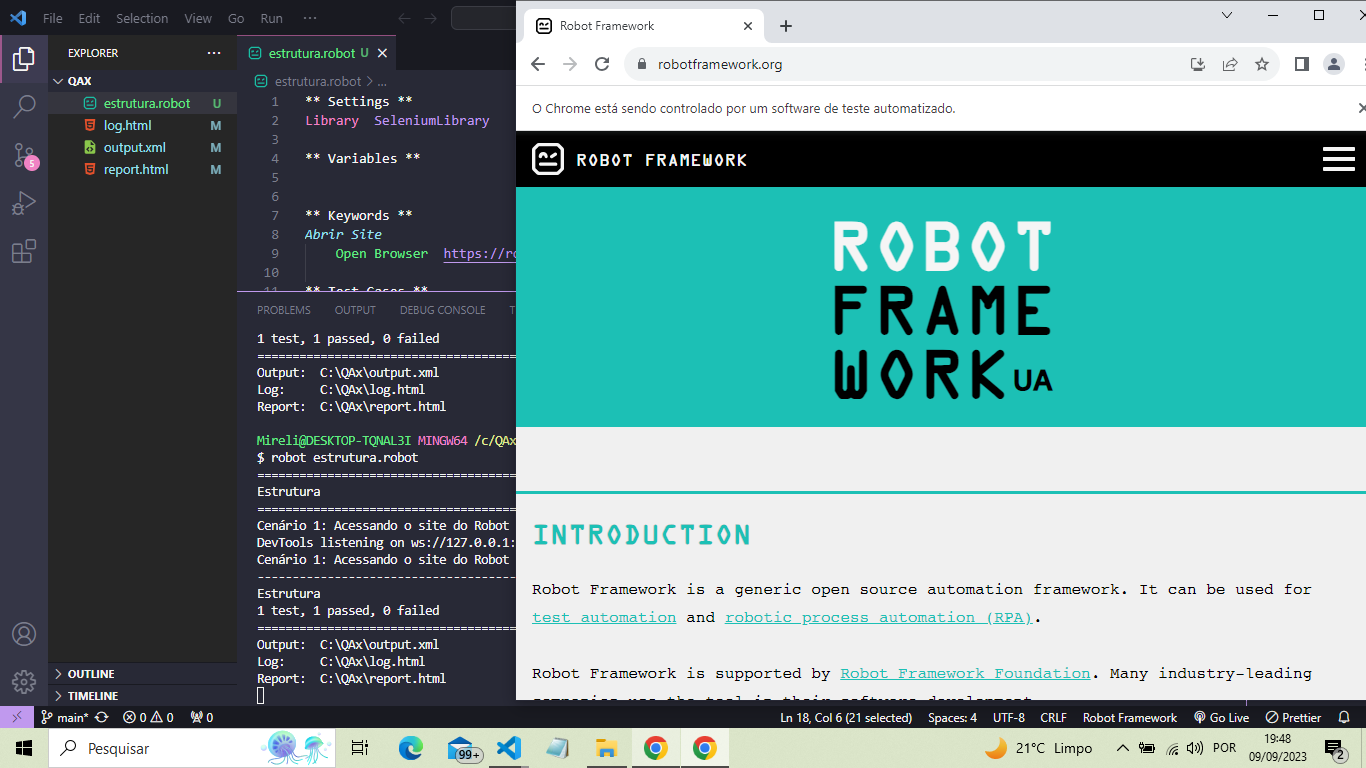 File Edit Selection View Go Run ···
EXPLORER ···
QAX
estrutura.robot U
log.html M
output.xml M
report.html M
OUTLINE
TIMELINE
5
estrutura.robot U
estrutura.robot > ...
1 ** Settings **
2 Library SeleniumLibrary
3
4 ** Variables **
5
6
7 ** Keywords **
8 Abrir Site
9 Open Browser https://ro
10
11 ** Test Cases **
PROBLEMS OUTPUT DEBUG CONSOLE T
1 test, 1 passed, 0 failed
==========================================
Output: C:\QAx\output.xml
Log: C:\QAx\log.html
Report: C:\QAx\report.html
Mireli@DESKTOP-TQNAL3I MINGW64 /c/QAx
$ robot estrutura.robot
==========================================
Estrutura
==========================================
Cenário 1: Acessando o site do Robot
DevTools listening on ws://127.0.0.1:
Cenário 1: Acessando o site do Robot
------------------------------------------
Estrutura
1 test, 1 passed, 0 failed
==========================================
Output: C:\QAx\output.xml
Log: C:\QAx\log.html
Report: C:\QAx\report.html
Robot Framework
robotframework.org
O Chrome está sendo controlado por um software de teste automatizado.
ROBOT FRAMEWORK
ROBOT
FRAME
WORK UA
INTRODUCTION
Robot Framework is a generic open source automation framework. It can be used for
test automation and robotic process automation (RPA).
Robot Framework is supported by Robot Framework Foundation. Many industry-leading
companies use the tool in their software development.
main* 0 0 0 Ln 18, Col 6 (21 selected) Spaces: 4 UTF-8 CRLF Robot Framework Go Live Prettier
Pesquisar 99+ 21°C Limpo POR 19:48
09/09/2023 2